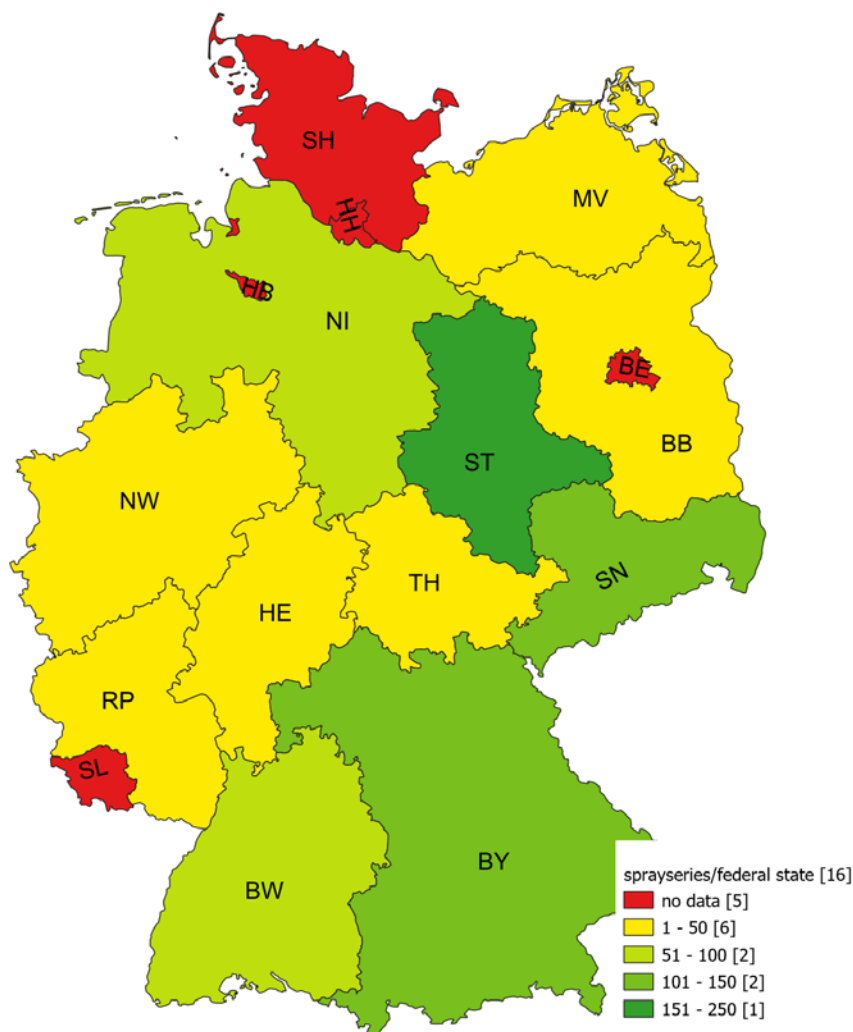 SH
HH
MV
HB
NI
BE
ST
BB
NW
SN
TH
HE
RP
SL
BY
BW
sprayseries/federal state [16]
no data [5]
1 - 50 [6]
51 - 100 [2]
101 - 150 [2]
151 - 250 [1]